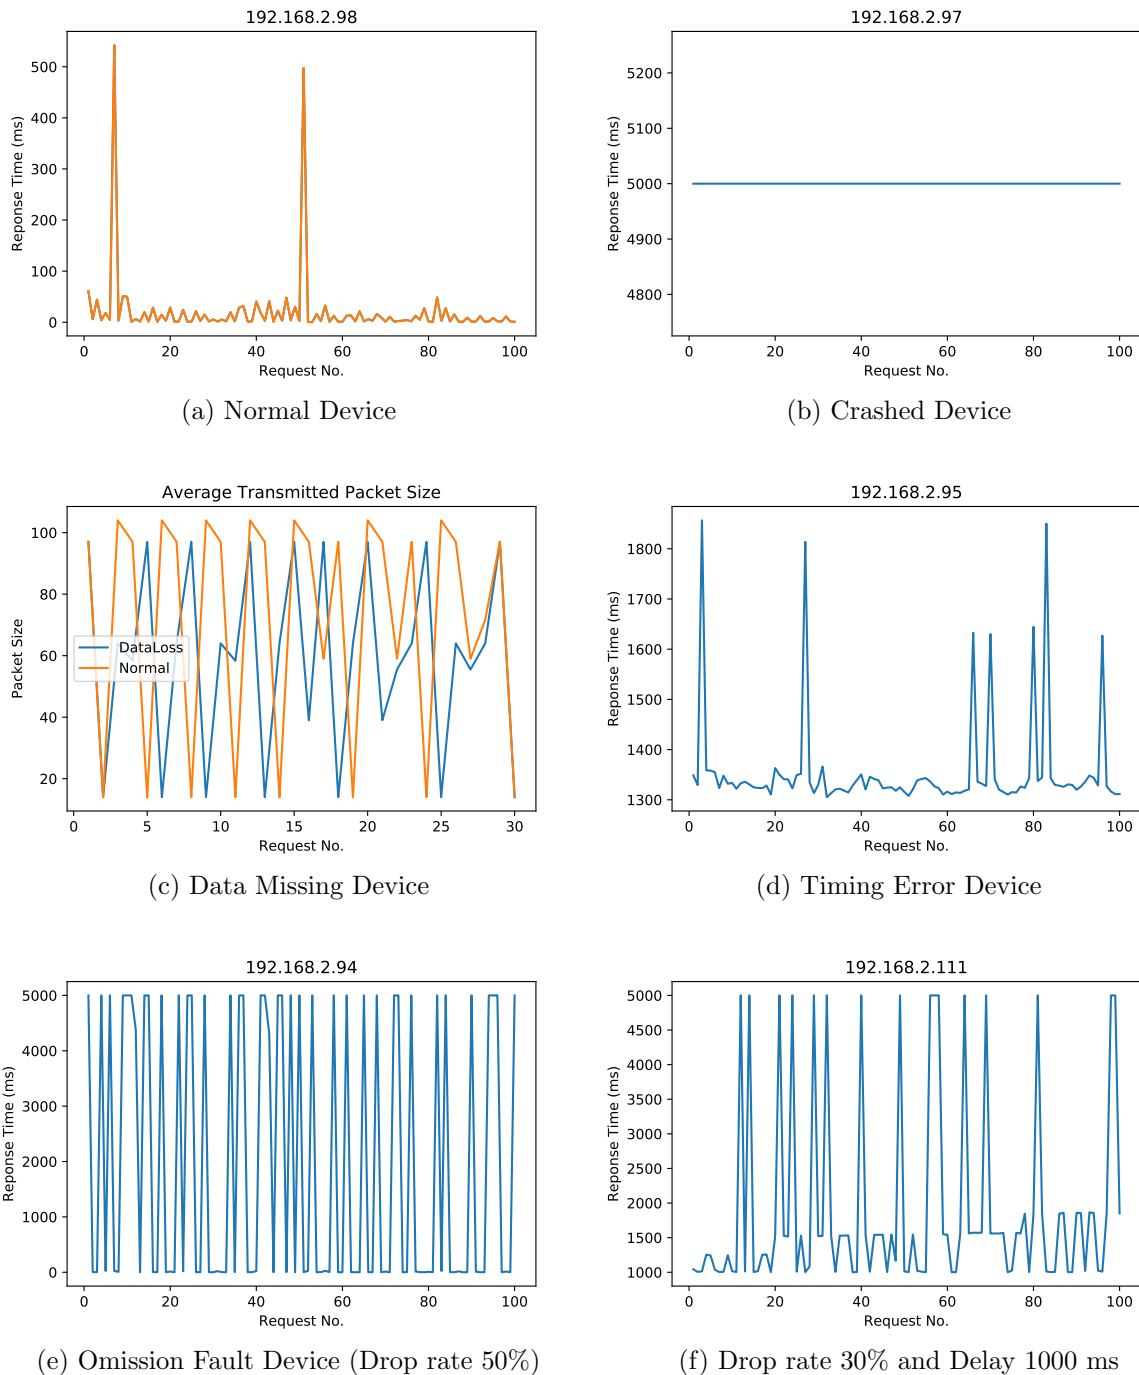 192.168.2.98
Reponse Time (ms)
500
400
300
200
100
0
0 20 40 60 80 100
Request No.
(a) Normal Device
192.168.2.97
Reponse Time (ms)
5200
5100
5000
4900
4800
0 20 40 60 80 100
Request No.
(b) Crashed Device
Average Transmitted Packet Size
Packet Size
100
80
60
40
20
DataLoss
Normal
0 5 10 15 20 25 30
Request No.
(c) Data Missing Device
192.168.2.95
Reponse Time (ms)
1800
1700
1600
1500
1400
1300
0 20 40 60 80 100
Request No.
(d) Timing Error Device
192.168.2.94
Reponse Time (ms)
5000
4000
3000
2000
1000
0
0 20 40 60 80 100
Request No.
(e) Omission Fault Device (Drop rate 50%)
192.168.2.111
Reponse Time (ms)
5000
4500
4000
3500
3000
2500
2000
1500
1000
0 20 40 60 80 100
Request No.
(f) Drop rate 30% and Delay 1000 ms